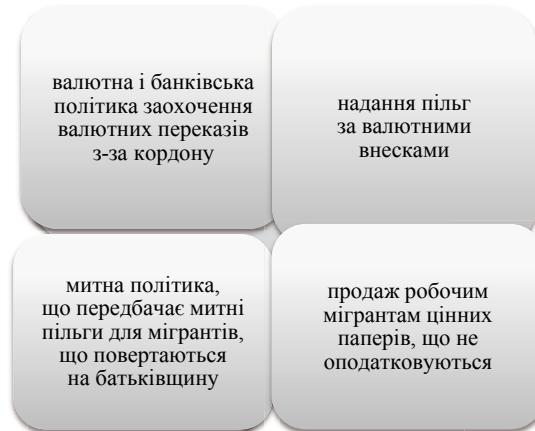 валютна і банківська
політика заохочення
валютних переказів
з-за кордону
надання пільг
за валютними
внесками
митна політика,
що передбачає митні
пільги для мігрантів,
що повертаються
на батьківщину
продаж робочим
мігрантам цінних
паперів, що не
оподатковуються